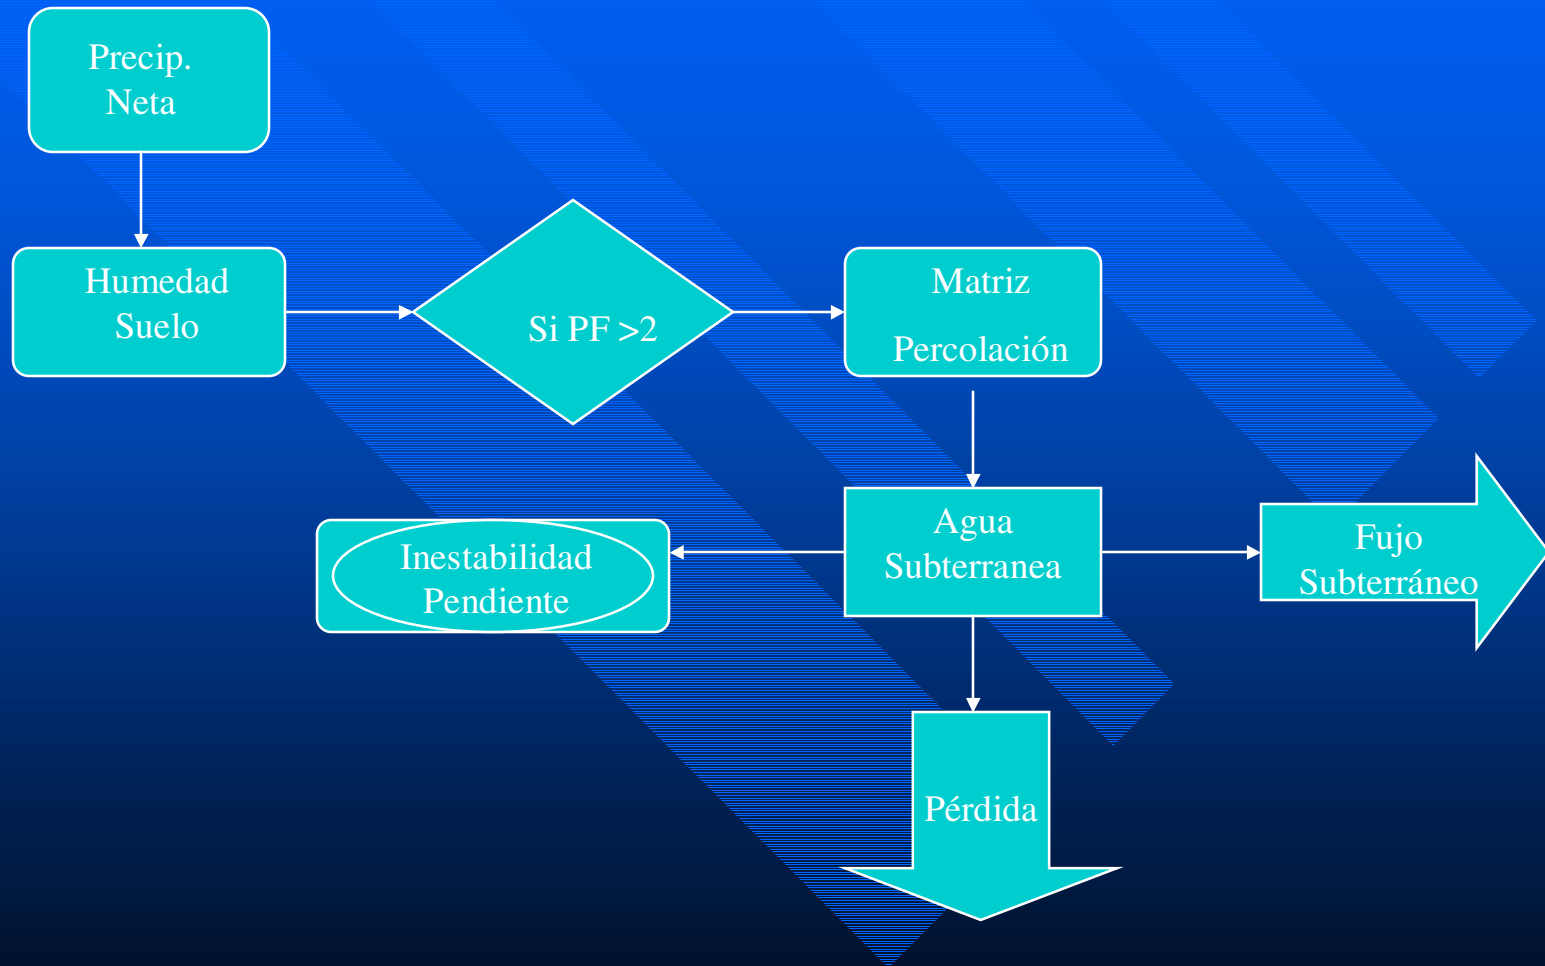 Precip.
Neta
Humedad
Suelo
Si PF >2
Matriz
Percolación
Agua
Subterranea
Inestabilidad
Pendiente
Fujo
Subterráneo
Pérdida